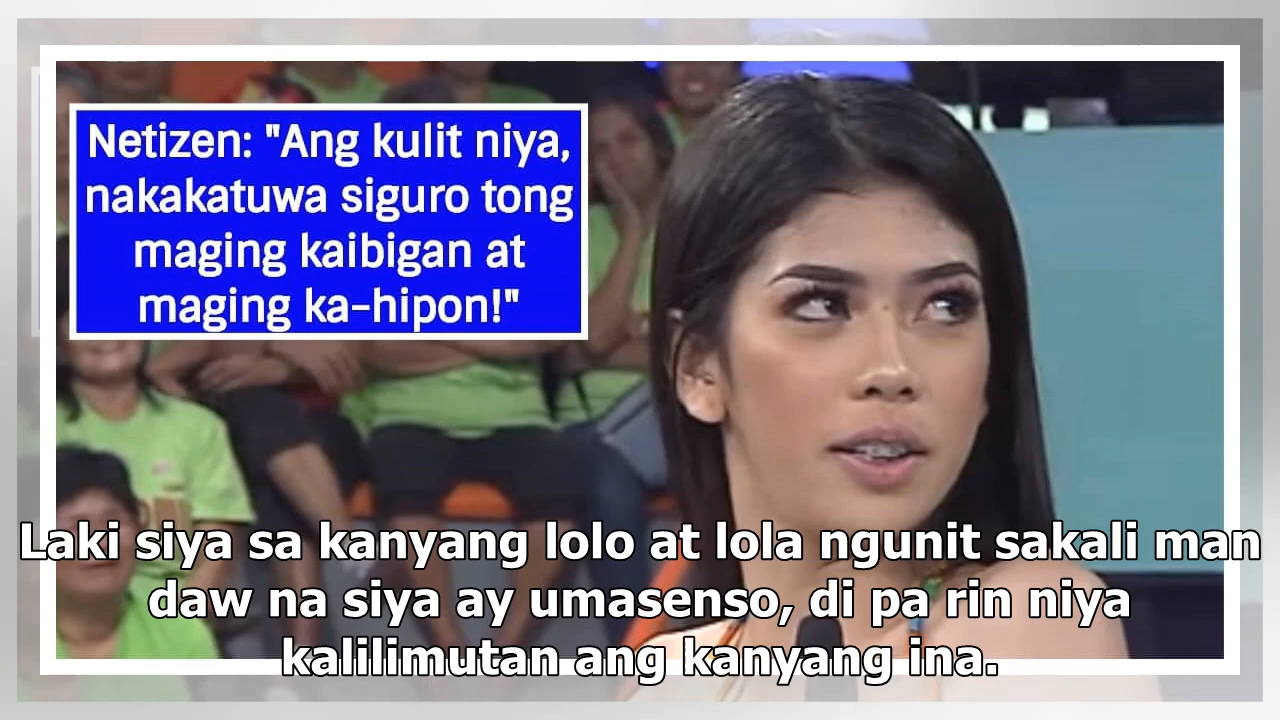 Netizen: "Ang kulit niya,
nakakatuwa siguro tong
maging kaibigan at
maging ka-hipon!"
Laki siya sa kanyang lolo at lola ngunit sakali man
daw na siya ay umasenso, di pa rin niya
kalilimutan ang kanyang ina.